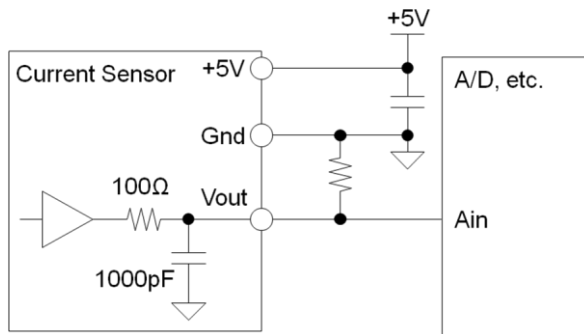 +5V
Current Sensor
+5V
A/D, etc.
Gnd
100Ω
Vout
Ain
1000pF